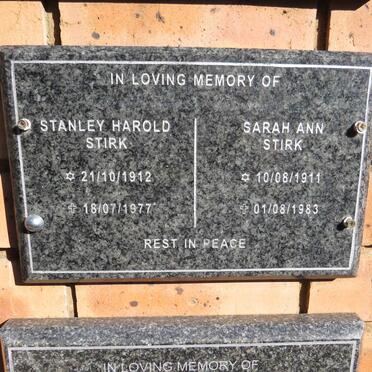 IN LOVING MEMORY OF
STANLEY HAROLD
STIRK
✡ 21/10/1912
✝ 18/07/1977
SARAH ANN
STIRK
✡ 10/08/1911
✝ 01/08/1983
REST IN PEACE
IN LOVING MEMORY OF